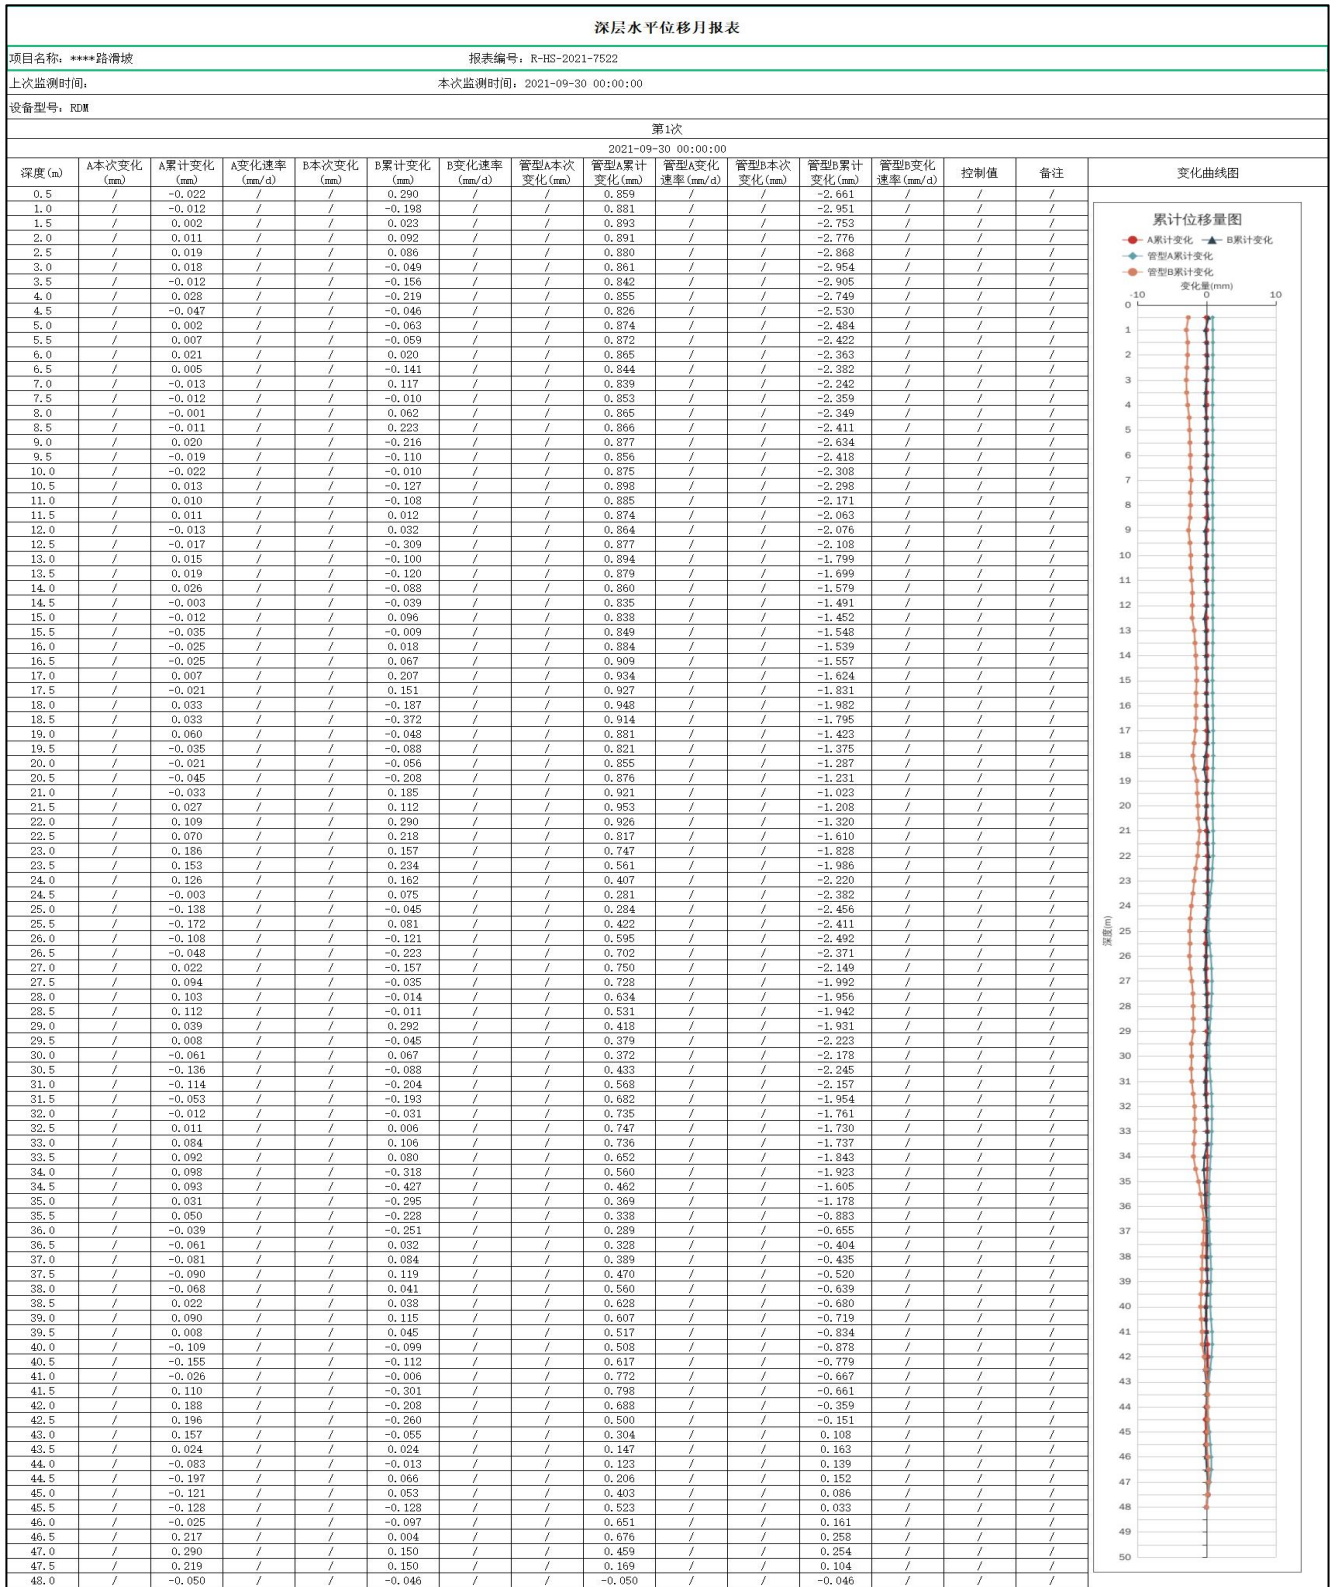 深层水平位移月报表
项目名称：****路滑坡 报表编号：R-HS-2021-7522
上次监测时间： 本次监测时间：2021-09-30 00:00:00
设备型号：RDM
第1次
2021-09-30 00:00:00
深度(m) A本次变化(mm) A累计变化(mm) A变化速率(mm/d) B本次变化(mm) B累计变化(mm) B变化速率(mm/d) 管型A本次变化(mm) 管型A累计变化(mm) 管型A变化速率(mm/d) 管型B本次变化(mm) 管型B累计变化(mm) 管型B变化速率(mm/d) 控制值 备注 变化曲线图
0.5 / -0.022 / / 0.290 / / 0.859 / / -2.661 / / /
1.0 / -0.012 / / -0.198 / / 0.881 / / -2.951 / / /
1.5 / 0.002 / / 0.023 / / 0.893 / / -2.753 / / /
2.0 / 0.011 / / 0.092 / / 0.891 / / -2.776 / / /
2.5 / 0.019 / / 0.086 / / 0.880 / / -2.868 / / /
3.0 / 0.018 / / -0.049 / / 0.861 / / -2.954 / / /
3.5 / -0.012 / / -0.156 / / 0.842 / / -2.905 / / /
4.0 / 0.028 / / -0.219 / / 0.855 / / -2.749 / / /
4.5 / -0.047 / / -0.046 / / 0.826 / / -2.530 / / /
5.0 / 0.002 / / -0.063 / / 0.874 / / -2.484 / / /
5.5 / 0.007 / / -0.059 / / 0.872 / / -2.422 / / /
6.0 / 0.021 / / 0.020 / / 0.865 / / -2.363 / / /
6.5 / 0.005 / / -0.141 / / 0.844 / / -2.382 / / /
7.0 / -0.013 / / 0.117 / / 0.839 / / -2.242 / / /
7.5 / -0.012 / / -0.010 / / 0.853 / / -2.359 / / /
8.0 / -0.001 / / 0.062 / / 0.865 / / -2.349 / / /
8.5 / -0.011 / / 0.223 / / 0.866 / / -2.411 / / /
9.0 / 0.020 / / -0.216 / / 0.877 / / -2.634 / / /
9.5 / -0.019 / / -0.110 / / 0.856 / / -2.418 / / /
10.0 / -0.022 / / -0.010 / / 0.875 / / -2.308 / / /
10.5 / 0.013 / / -0.127 / / 0.898 / / -2.298 / / /
11.0 / 0.010 / / -0.108 / / 0.885 / / -2.171 / / /
11.5 / 0.011 / / 0.012 / / 0.874 / / -2.063 / / /
12.0 / -0.013 / / 0.032 / / 0.864 / / -2.076 / / /
12.5 / -0.017 / / -0.309 / / 0.877 / / -2.108 / / /
13.0 / 0.015 / / -0.100 / / 0.894 / / -1.799 / / /
13.5 / 0.019 / / -0.120 / / 0.879 / / -1.699 / / /
14.0 / 0.026 / / -0.088 / / 0.860 / / -1.579 / / /
14.5 / -0.003 / / -0.039 / / 0.835 / / -1.491 / / /
15.0 / -0.012 / / 0.096 / / 0.838 / / -1.452 / / /
15.5 / -0.035 / / -0.009 / / 0.849 / / -1.548 / / /
16.0 / -0.025 / / 0.018 / / 0.884 / / -1.539 / / /
16.5 / -0.025 / / 0.067 / / 0.909 / / -1.557 / / /
17.0 / 0.007 / / 0.207 / / 0.934 / / -1.624 / / /
17.5 / -0.021 / / 0.151 / / 0.927 / / -1.831 / / /
18.0 / 0.033 / / -0.187 / / 0.948 / / -1.982 / / /
18.5 / 0.033 / / -0.372 / / 0.914 / / -1.795 / / /
19.0 / 0.060 / / -0.048 / / 0.881 / / -1.423 / / /
19.5 / -0.035 / / -0.088 / / 0.821 / / -1.375 / / /
20.0 / -0.021 / / -0.056 / / 0.855 / / -1.287 / / /
20.5 / -0.045 / / -0.208 / / 0.876 / / -1.231 / / /
21.0 / -0.033 / / 0.185 / / 0.921 / / -1.023 / / /
21.5 / 0.027 / / 0.112 / / 0.953 / / -1.208 / / /
22.0 / 0.109 / / 0.290 / / 0.926 / / -1.320 / / /
22.5 / 0.070 / / 0.218 / / 0.817 / / -1.610 / / /
23.0 / 0.186 / / 0.157 / / 0.747 / / -1.828 / / /
23.5 / 0.153 / / 0.234 / / 0.561 / / -1.986 / / /
24.0 / 0.126 / / 0.162 / / 0.407 / / -2.220 / / /
24.5 / -0.003 / / 0.075 / / 0.281 / / -2.382 / / /
25.0 / -0.138 / / -0.045 / / 0.284 / / -2.456 / / /
25.5 / -0.172 / / 0.081 / / 0.422 / / -2.411 / / /
26.0 / -0.108 / / -0.121 / / 0.595 / / -2.492 / / /
26.5 / -0.048 / / -0.223 / / 0.702 / / -2.371 / / /
27.0 / 0.022 / / -0.157 / / 0.750 / / -2.149 / / /
27.5 / 0.094 / / -0.035 / / 0.728 / / -1.992 / / /
28.0 / 0.103 / / -0.014 / / 0.634 / / -1.956 / / /
28.5 / 0.112 / / -0.011 / / 0.531 / / -1.942 / / /
29.0 / 0.039 / / 0.292 / / 0.418 / / -1.931 / / /
29.5 / 0.008 / / -0.045 / / 0.379 / / -2.223 / / /
30.0 / -0.061 / / 0.067 / / 0.372 / / -2.178 / / /
30.5 / -0.136 / / -0.088 / / 0.433 / / -2.245 / / /
31.0 / -0.114 / / -0.204 / / 0.568 / / -2.157 / / /
31.5 / -0.053 / / -0.193 / / 0.682 / / -1.954 / / /
32.0 / -0.012 / / -0.031 / / 0.735 / / -1.761 / / /
32.5 / 0.011 / / 0.006 / / 0.747 / / -1.730 / / /
33.0 / 0.084 / / 0.106 / / 0.736 / / -1.737 / / /
33.5 / 0.092 / / 0.080 / / 0.652 / / -1.843 / / /
34.0 / 0.098 / / -0.318 / / 0.560 / / -1.923 / / /
34.5 / 0.093 / / -0.427 / / 0.462 / / -1.605 / / /
35.0 / 0.031 / / -0.295 / / 0.369 / / -1.178 / / /
35.5 / 0.050 / / -0.228 / / 0.338 / / -0.883 / / /
36.0 / -0.039 / / -0.251 / / 0.289 / / -0.655 / / /
36.5 / -0.061 / / 0.032 / / 0.328 / / -0.404 / / /
37.0 / -0.081 / / 0.084 / / 0.389 / / -0.435 / / /
37.5 / -0.090 / / 0.119 / / 0.470 / / -0.520 / / /
38.0 / -0.068 / / 0.041 / / 0.560 / / -0.639 / / /
38.5 / 0.022 / / 0.038 / / 0.628 / / -0.680 / / /
39.0 / 0.090 / / 0.115 / / 0.607 / / -0.719 / / /
39.5 / 0.008 / / 0.045 / / 0.517 / / -0.834 / / /
40.0 / -0.109 / / -0.099 / / 0.508 / / -0.878 / / /
40.5 / -0.155 / / -0.112 / / 0.617 / / -0.779 / / /
41.0 / -0.026 / / -0.006 / / 0.772 / / -0.667 / / /
41.5 / 0.110 / / -0.301 / / 0.798 / / -0.661 / / /
42.0 / 0.188 / / -0.208 / / 0.688 / / -0.359 / / /
42.5 / 0.196 / / -0.260 / / 0.500 / / -0.151 / / /
43.0 / 0.157 / / -0.055 / / 0.304 / / 0.108 / / /
43.5 / 0.024 / / 0.024 / / 0.147 / / 0.163 / / /
44.0 / -0.083 / / -0.013 / / 0.123 / / 0.139 / / /
44.5 / -0.197 / / 0.066 / / 0.206 / / 0.152 / / /
45.0 / -0.121 / / 0.053 / / 0.403 / / 0.086 / / /
45.5 / -0.128 / / -0.128 / / 0.523 / / 0.033 / / /
46.0 / -0.025 / / -0.097 / / 0.651 / / 0.161 / / /
46.5 / 0.217 / / 0.004 / / 0.676 / / 0.258 / / /
47.0 / 0.290 / / 0.150 / / 0.459 / / 0.254 / / /
47.5 / 0.219 / / 0.150 / / 0.169 / / 0.104 / / /
48.0 / -0.050 / / -0.046 / / -0.050 / / -0.046 / / /
累计位移量图
A累计变化 B累计变化
管型A累计变化
管型B累计变化
变化量(mm)
-10 0 10
0
1
2
3
4
5
6
7
8
9
10
11
12
13
14
15
16
17
18
19
20
21
22
23
24
深度(m)
25
26
27
28
29
30
31
32
33
34
35
36
37
38
39
40
41
42
43
44
45
46
47
48
49
50